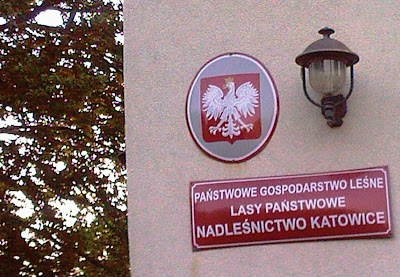 PAŃSTWOWE GOSPODARSTWO LEŚNE
LASY PAŃSTWOWE
NADLEŚNICTWO KATOWICE